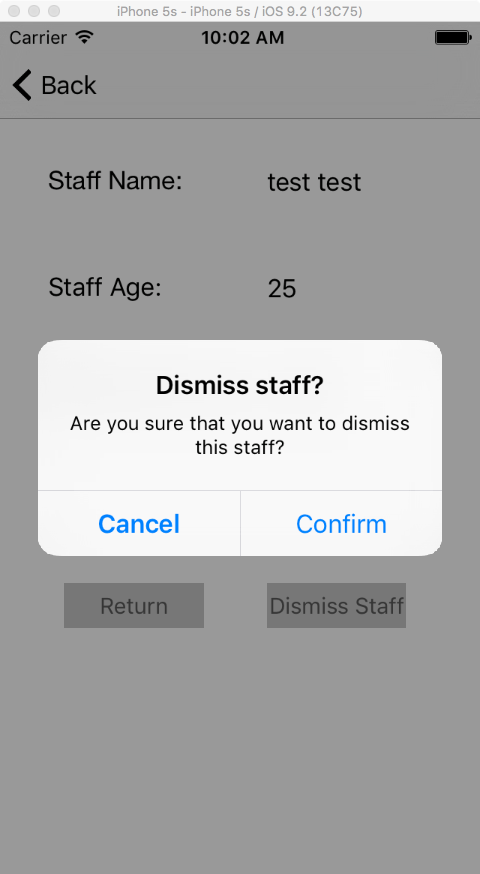 iPhone 5s - iPhone 5s / iOS 9.2 (13C75)
Carrier 10:02 AM
Back
Staff Name: test test
Staff Age: 25
Dismiss staff?
Are you sure that you want to dismiss
this staff?
Cancel Confirm
Return Dismiss Staff